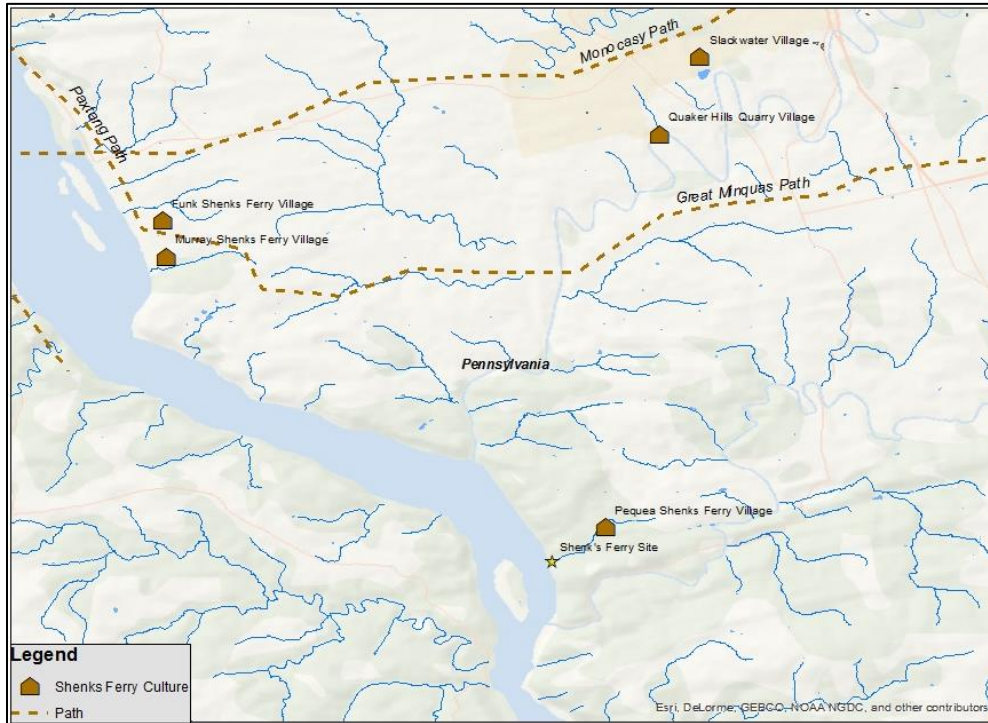 Slackwater Village
Monocasy Path
Paxtang Path
Quaker Hills Quarry Village
Great Minquas Path
Funk Shenks Ferry Village
Murray Shenks Ferry Village
Pennsylvania
Pequea Shenks Ferry Village
Shenk's Ferry Site
Legend
Shenks Ferry Culture
Path
Esri, DeLorme, GEBCO, NOAA NGDC, and other contributors